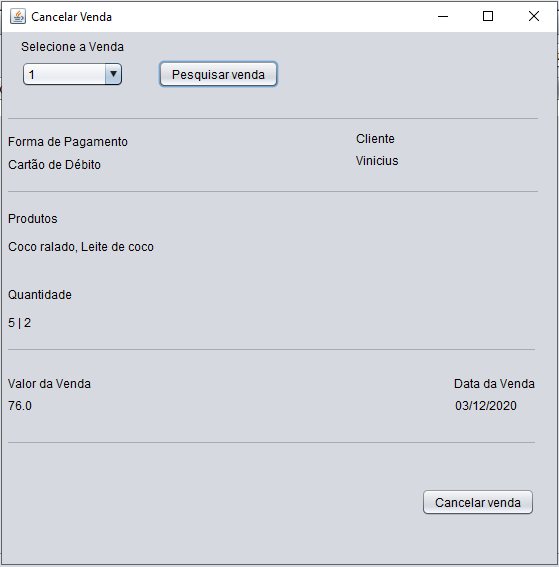 Cancelar Venda
Selecione a Venda
1
Pesquisar venda
Forma de Pagamento
Cliente
Cartão de Débito
Vinicius
Produtos
Coco ralado, Leite de coco
Quantidade
5 | 2
Valor da Venda
Data da Venda
76.0
03/12/2020
Cancelar venda